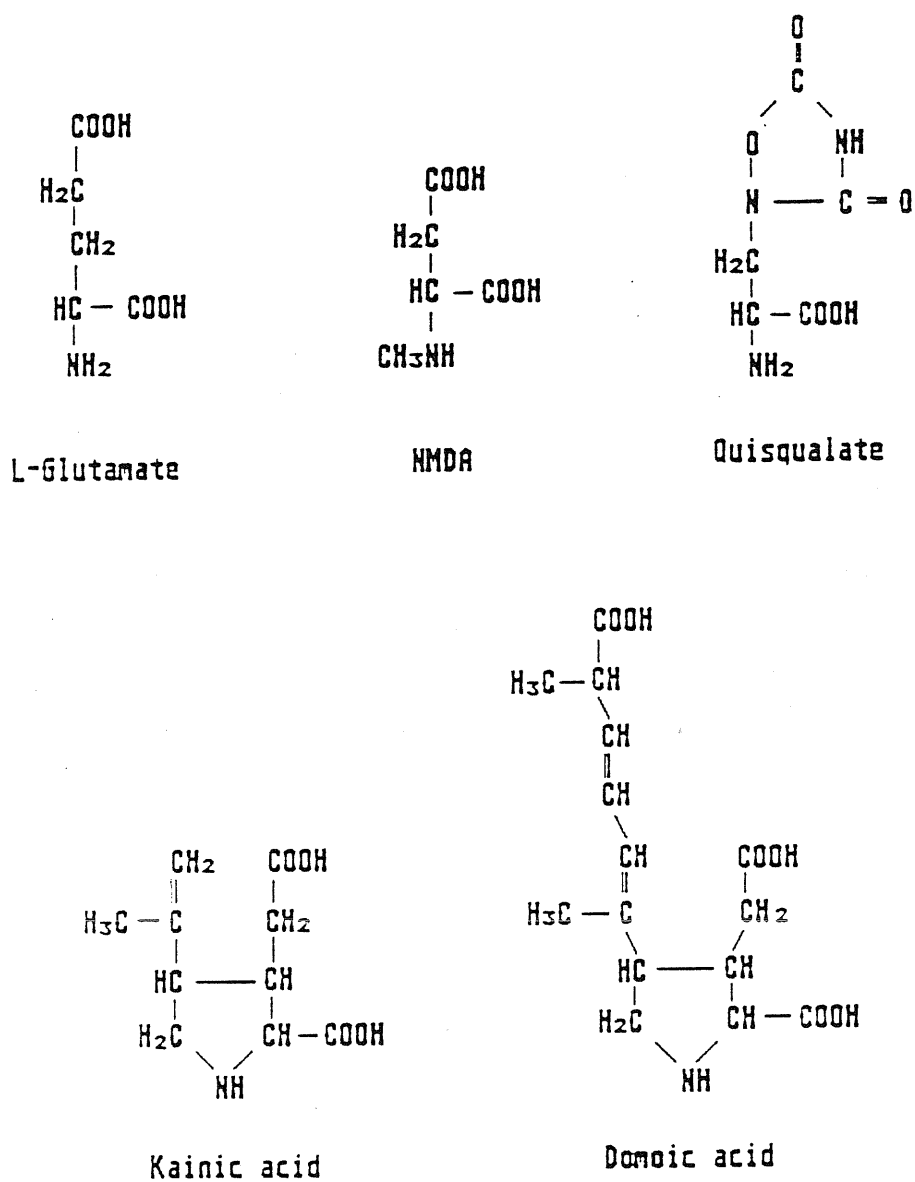 COOH
H₂C
CH₂
HC — COOH
NH₂
L-Glutamate
COOH
H₂C
HC — COOH
CH₃NH
NMDA
O
C
O NH
N — C = O
H₂C
HC — COOH
NH₂
Quisqualate
CH₂ COOH
H₃C — C CH₂
HC — CH
H₂C CH — COOH
NH
Kainic acid
COOH
H₃C — CH
CH
CH
CH COOH
H₃C — C CH₂
HC — CH
H₂C CH — COOH
NH
Domoic acid